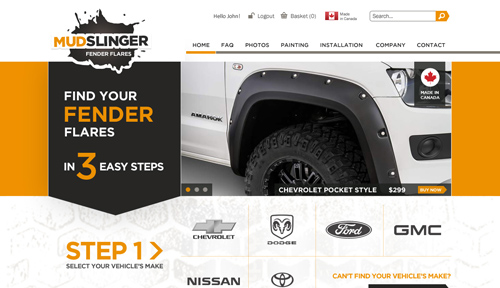 Hello John!
Logout
Basket (0)
Made
in Canada
MUDSLINGER
FENDER FLARES
HOME
FAQ
PHOTOS
PAINTING
INSTALLATION
COMPANY
CONTACT
FIND YOUR
FENDER
FLARES
IN 3 EASY STEPS
AMAROK
MADE IN
CANADA
CHEVROLET POCKET STYLE
$299
BUY NOW
STEP 1
SELECT YOUR VEHICLE'S MAKE
CHEVROLET
DODGE
Ford
GMC
NISSAN
CAN'T FIND YOUR VEHICLE'S MAKE?